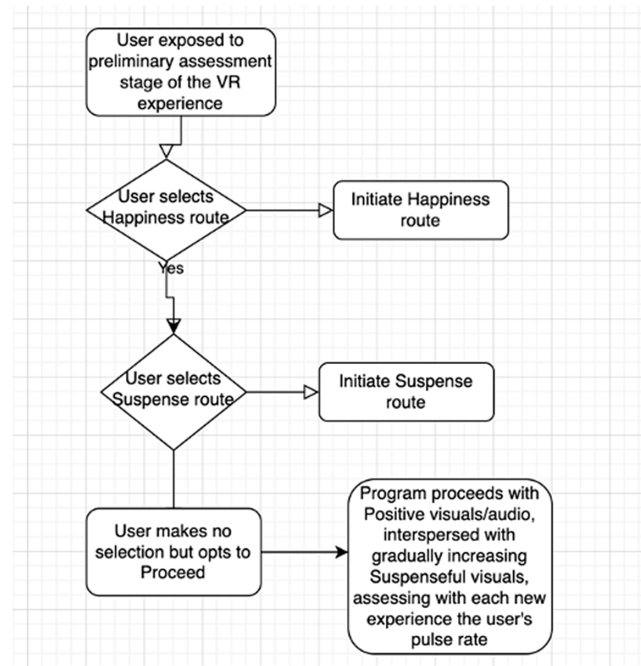 User exposed to
preliminary assessment
stage of the VR
experience
User selects
Happiness route
Initiate Happiness
route
Yes
User selects
Suspense route
Initiate Suspense
route
User makes no
selection but opts to
Proceed
Program proceeds with
Positive visuals/audio,
interspersed with
gradually increasing
Suspenseful visuals,
assessing with each new
experience the user's
pulse rate